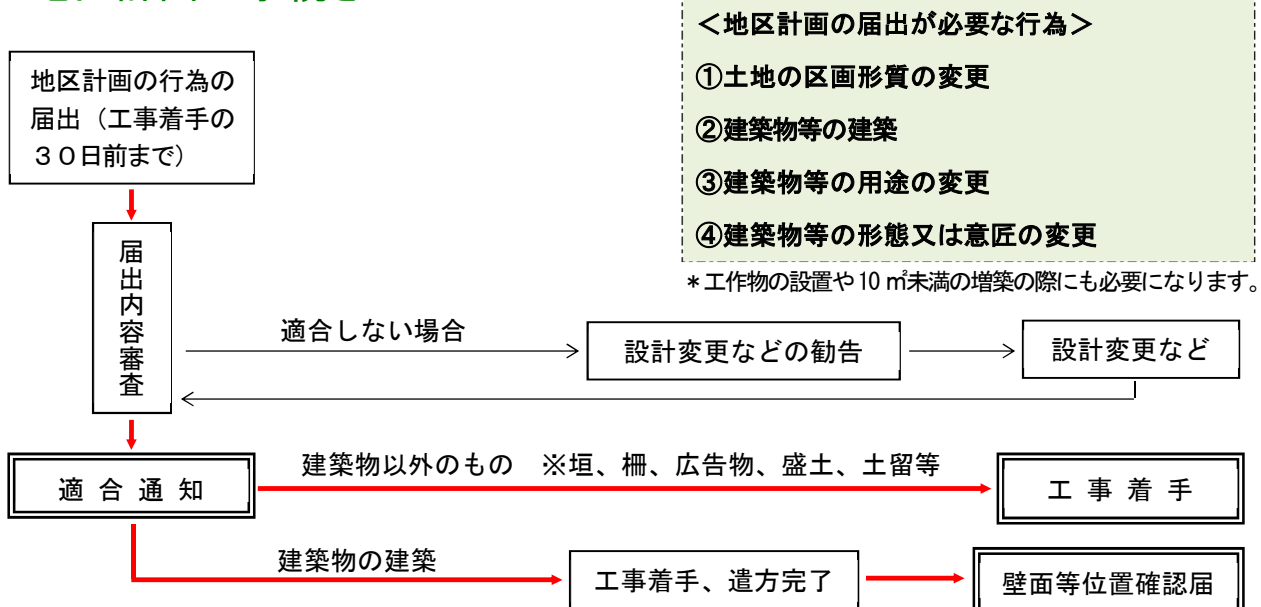 ＜地区計画の届出が必要な行為＞
①土地の区画形質の変更
②建築物等の建築
③建築物等の用途の変更
④建築物等の形態又は意匠の変更
＊工作物の設置や10㎡未満の増築の際にも必要になります。
地区計画の行為の
届出（工事着手の
３０日前まで）
届出内容審査
適合しない場合
設計変更などの勧告
設計変更など
適合通知
建築物以外のもの　※垣、柵、広告物、盛土、土留等
工事着手
建築物の建築
工事着手、遣方完了
壁面等位置確認届